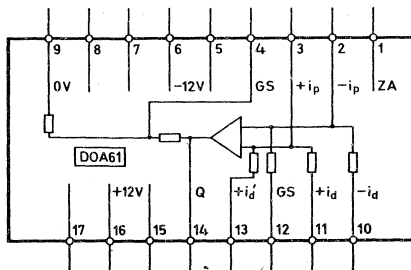 9 8 7 6 5 4 3 2 1
0V -12V GS +ip -ip ZA
DOA61
+12V Q ÷id' GS +id -id
17 16 15 14 13 12 11 10